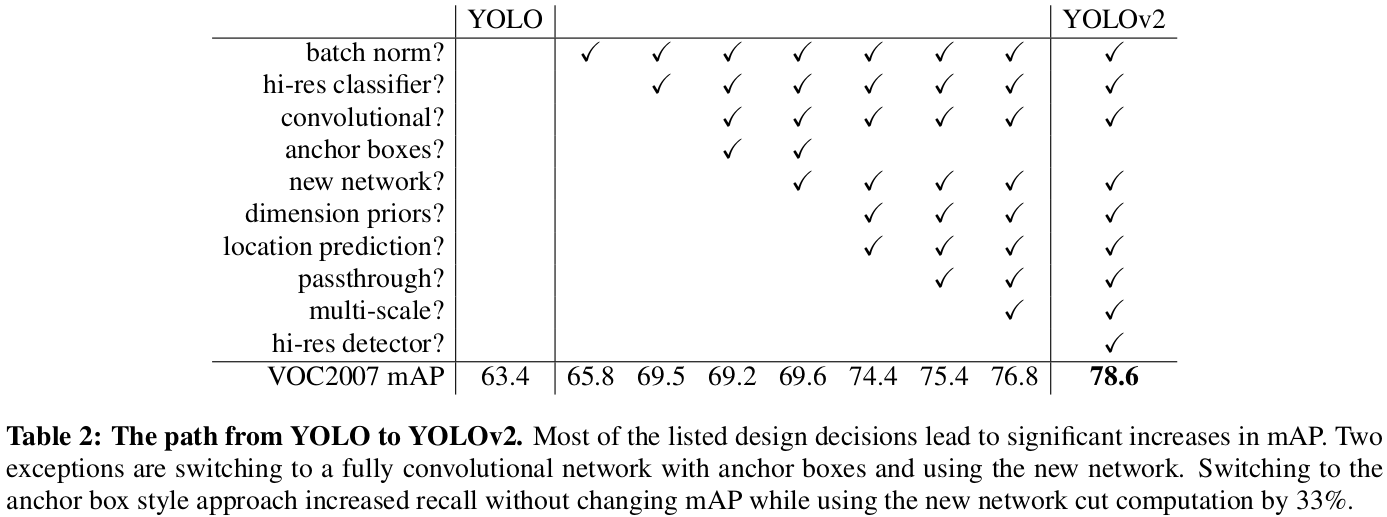 YOLO YOLOv2
batch norm? ✓ ✓ ✓ ✓ ✓ ✓ ✓ ✓
hi-res classifier? ✓ ✓ ✓ ✓ ✓ ✓ ✓
convolutional? ✓ ✓ ✓ ✓ ✓ ✓
anchor boxes? ✓ ✓
new network? ✓ ✓ ✓ ✓ ✓
dimension priors? ✓ ✓ ✓ ✓
location prediction? ✓ ✓ ✓ ✓
passthrough? ✓ ✓ ✓
multi-scale? ✓ ✓
hi-res detector? ✓
VOC2007 mAP 63.4 65.8 69.5 69.2 69.6 74.4 75.4 76.8 78.6
Table 2: The path from YOLO to YOLOv2. Most of the listed design decisions lead to significant increases in mAP. Two
exceptions are switching to a fully convolutional network with anchor boxes and using the new network. Switching to the
anchor box style approach increased recall without changing mAP while using the new network cut computation by 33%.